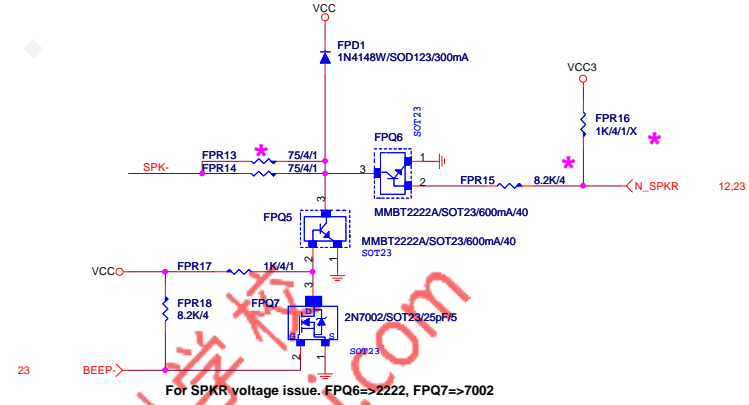 VCC
FPD1
1N4148W/SOD123/300mA
VCC3
SOT23
FPR16
1K/4/1/X
*
*
*
FPQ6
FPR13
75/4/1
FPR14
75/4/1
SPK-
3
1
2
FPR15
8.2K/4
N_SPKR
12,23
MMBT2222A/SOT23/600mA/40
3
FPQ5
MMBT2222A/SOT23/600mA/40
SOT23
2
1
VCC
FPR17
1K/4/1
3
FPR18
8.2K/4
FPQ7
D
G
S
2N7002/SOT23/25pF/5
SOT23
2
1
23
BEEP-
For SPKR voltage issue. FPQ6=>2222, FPQ7=>7002
学校
.com